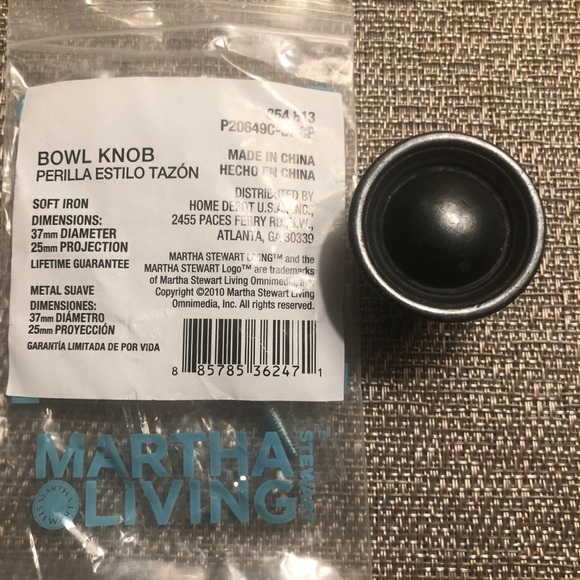 BOWL KNOB
PERILLA ESTILO TAZÓN
SOFT IRON
DIMENSIONS:
37mm DIAMETER
25mm PROJECTION
LIFETIME GUARANTEE
METAL SUAVE
DIMENSIONES:
37mm DIÁMETRO
25mm PROYECCIÓN
GARANTÍA LIMITADA DE POR VIDA
MADE IN CHINA
HECHO EN CHINA
DISTRIBUTED BY
HOME DEPOT U.S.A., INC.,
2455 PACES FERRY RD.,
ATLANTA, GA 30339
MARTHA STEWART LIVING™ and the
MARTHA STEWART Logo™ are trademarks
of Martha Stewart Living Omnimedia, Inc.
Copyright ©2010 Martha Stewart Living
Omnimedia, Inc. All rights reserved.
8 85785 36247 1
MARTHA
LIVING